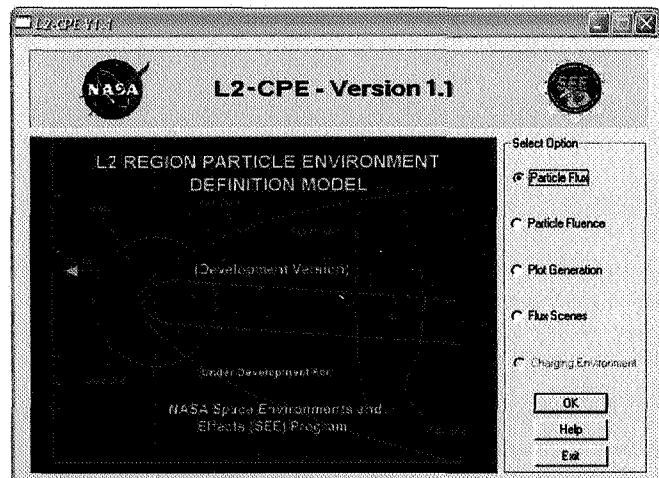 L2-CPE V1.1
NASA
L2-CPE - Version 1.1
SEE
L2 REGION PARTICLE ENVIRONMENT
DEFINITION MODEL
(Development Version)
Under Development For:
NASA Space Environments and
Effects (SEE) Program
Select Option
Particle Flux
Particle Fluence
Plot Generation
Flux Scenes
Charging Environment
OK
Help
Exit